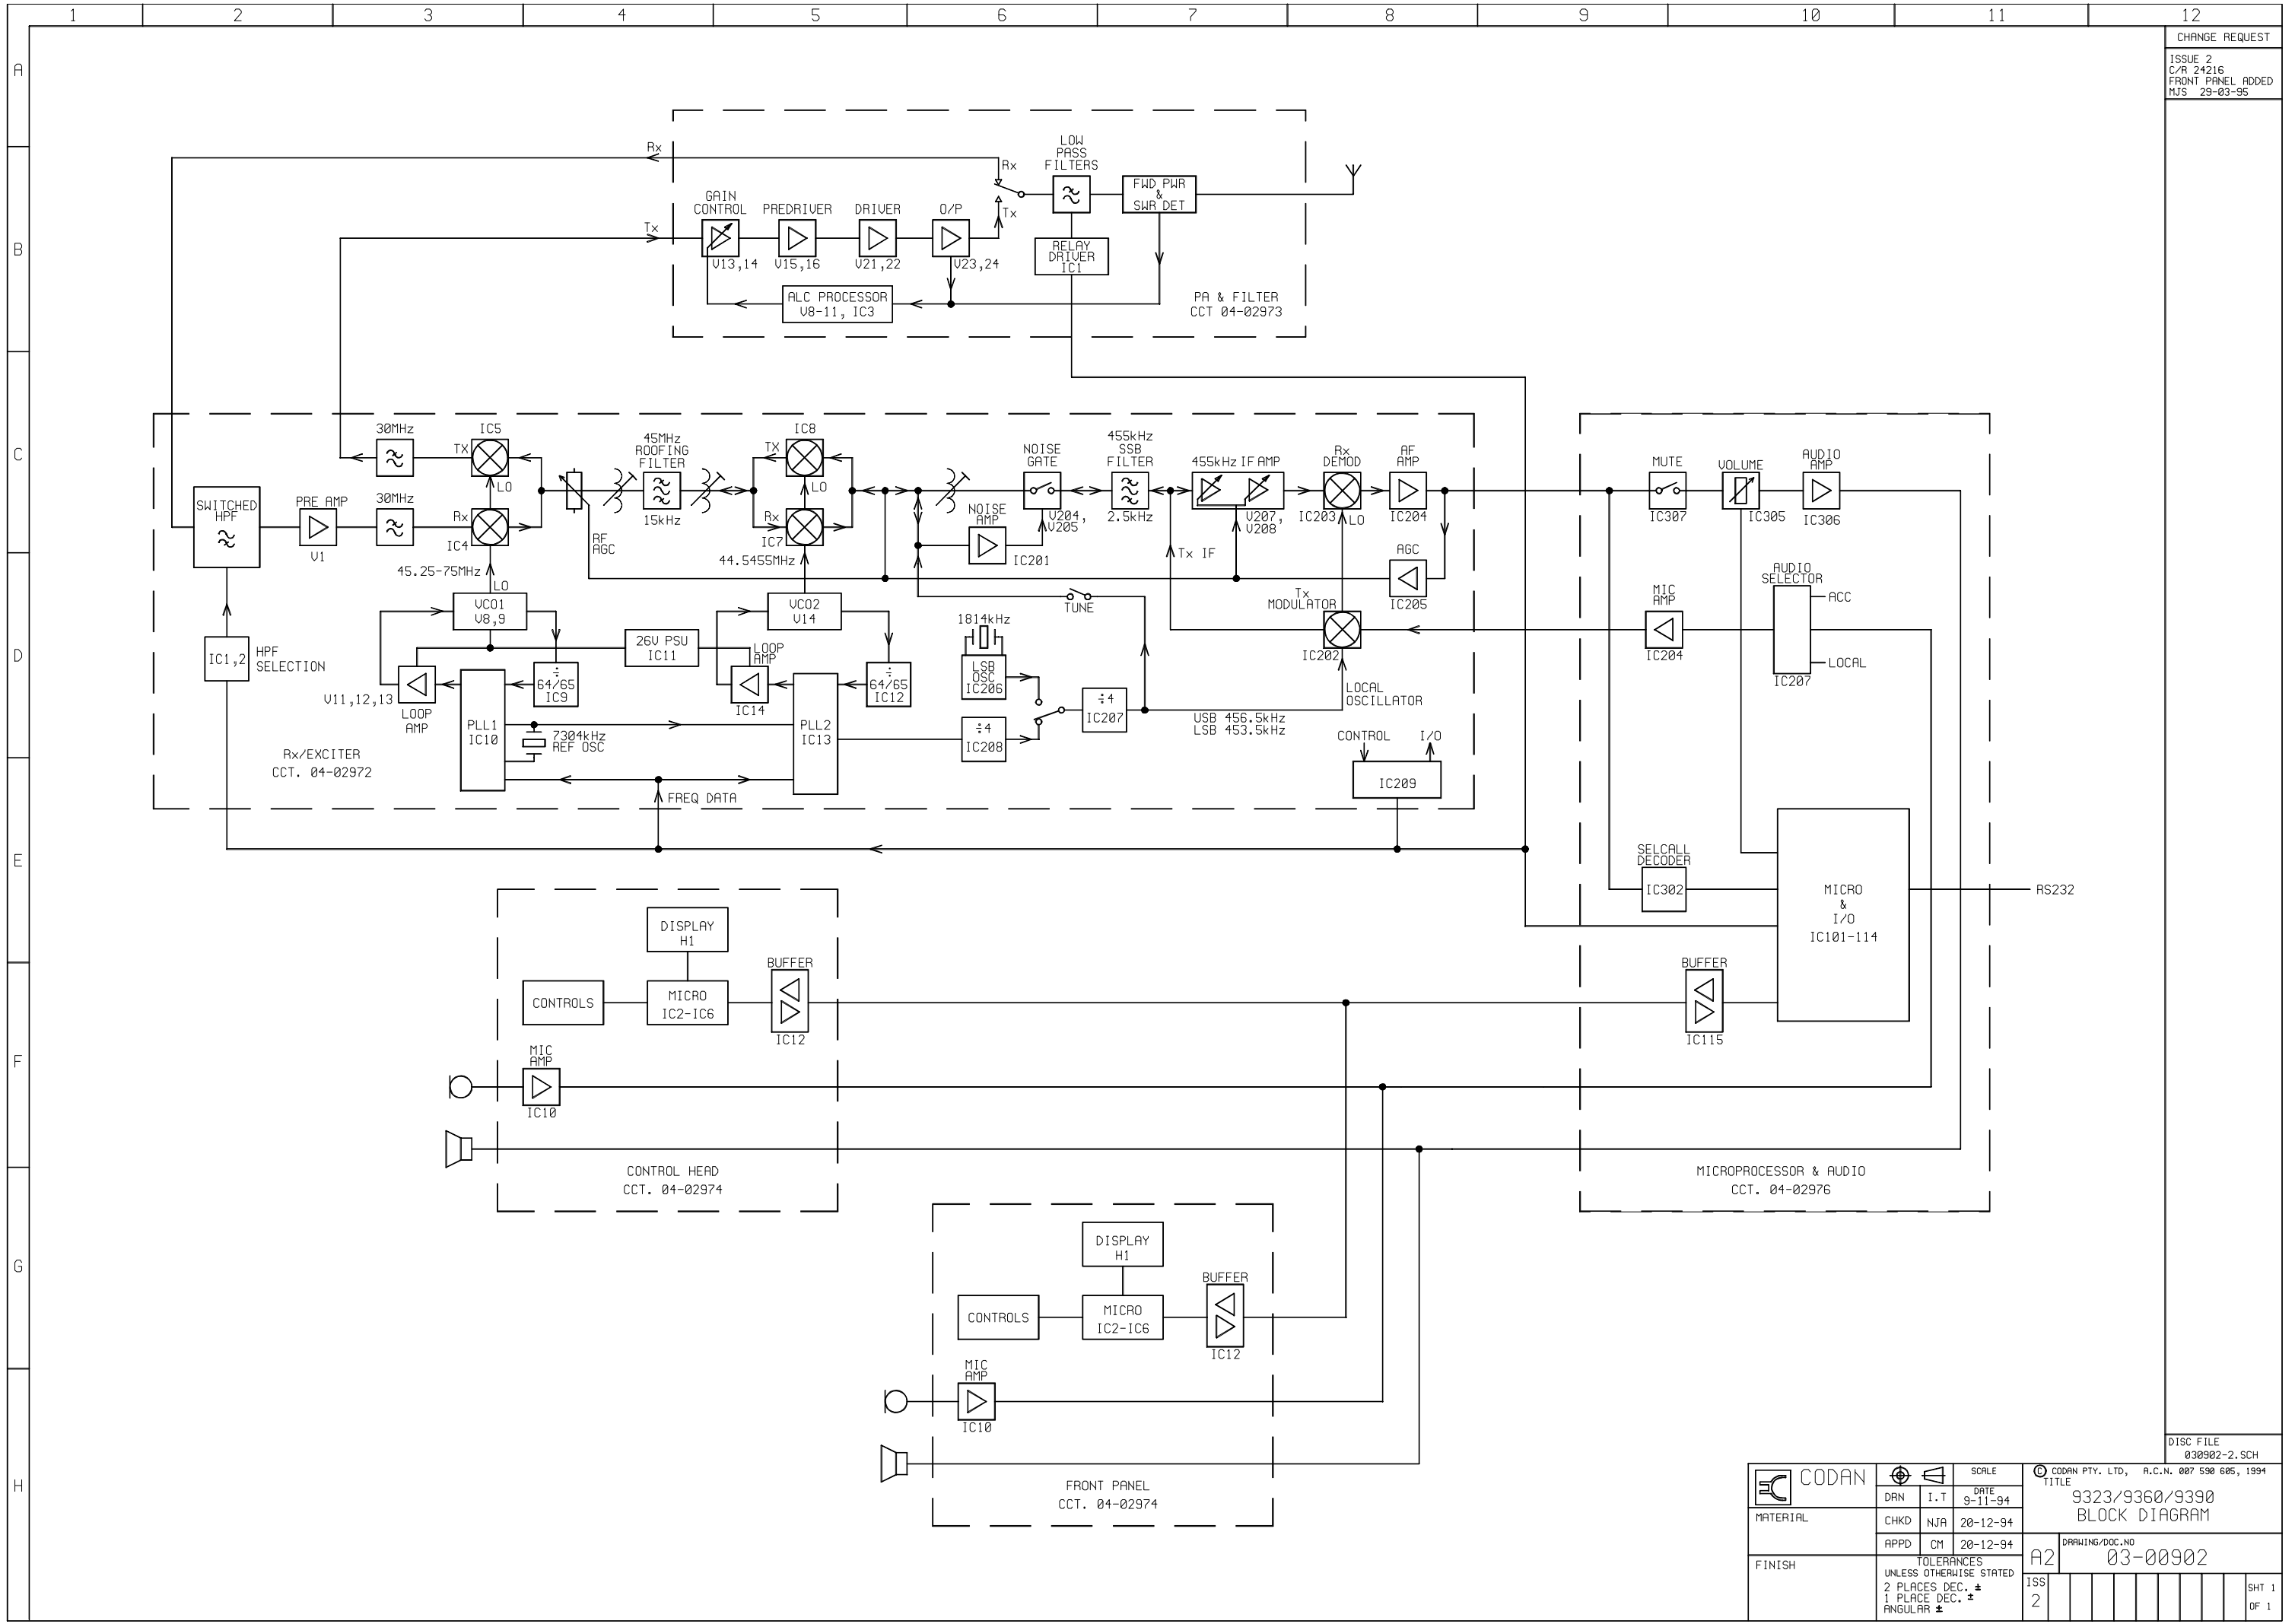 1 2 3 4 5 6 7 8 9 10 11 12
A
B
C
D
E
F
G
H
CHANGE REQUEST
ISSUE 2
C/R 24216
FRONT PANEL ADDED
MJS 29-03-95
Rx
Tx
GAIN
CONTROL
V13,14
PREDRIVER
V15,16
DRIVER
V21,22
O/P
V23,24
Rx
Tx
LOW
PASS
FILTERS
FWD PWR
&
SWR DET
RELAY
DRIVER
IC1
ALC PROCESSOR
V8-11, IC3
PA & FILTER
CCT 04-02973
SWITCHED
HPF
PRE AMP
V1
30MHz
30MHz
TX
IC5
LO
Rx
IC4
45.25-75MHz
LO
RF
AGC
45MHz
ROOFING
FILTER
15kHz
IC8
TX
LO
Rx
IC7
44.5455MHz
NOISE
GATE
V204,
V205
NOISE
AMP
IC201
455kHz
SSB
FILTER
2.5kHz
455kHz IF AMP
V207,
V208
Tx IF
Rx
DEMOD
IC203
LO
AF
AMP
IC204
AGC
IC205
TUNE
Tx
MODULATOR
IC202
IC1,2
HPF
SELECTION
VCO1
V8,9
V11,12,13
LOOP
AMP
÷
64/65
IC9
26V PSU
IC11
VCO2
V14
LOOP
AMP
IC14
÷
64/65
IC12
PLL1
IC10
7304kHz
REF OSC
PLL2
IC13
FREQ DATA
1814kHz
LSB
OSC
IC206
÷4
IC208
÷4
IC207
LOCAL
OSCILLATOR
USB 456.5kHz
LSB 453.5kHz
CONTROL
I/O
IC209
Rx/EXCITER
CCT. 04-02972
MUTE
IC307
VOLUME
IC305
AUDIO
AMP
IC306
MIC
AMP
IC204
AUDIO
SELECTOR
ACC
LOCAL
IC207
SELCALL
DECODER
IC302
MICRO
&
I/O
IC101-114
RS232
BUFFER
IC115
MICROPROCESSOR & AUDIO
CCT. 04-02976
DISPLAY
H1
CONTROLS
MICRO
IC2-IC6
BUFFER
IC12
MIC
AMP
IC10
CONTROL HEAD
CCT. 04-02974
DISPLAY
H1
CONTROLS
MICRO
IC2-IC6
BUFFER
IC12
MIC
AMP
IC10
FRONT PANEL
CCT. 04-02974
DISC FILE
030902-2.SCH
CODAN
MATERIAL
FINISH
SCALE
DRN I.T DATE 9-11-94
CHKD NJA 20-12-94
APPD CM 20-12-94
TOLERANCES
UNLESS OTHERWISE STATED
2 PLACES DEC. ±
1 PLACE DEC. ±
ANGULAR ±
© CODAN PTY. LTD, A.C.N. 007 590 605, 1994
TITLE
9323/9360/9390
BLOCK DIAGRAM
A2
DRAWING/DOC.NO
03-00902
ISS
2
SHT 1
OF 1